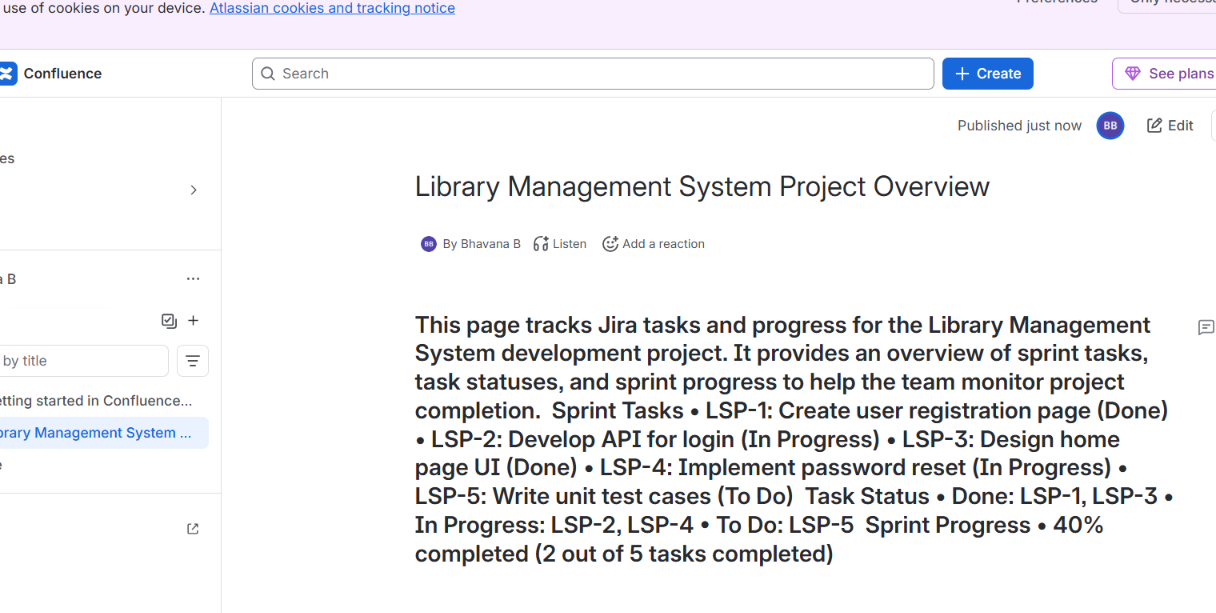 use of cookies on your device. Atlassian cookies and tracking notice
Preferences
Confluence
Search
+ Create
See plans
es
Published just now
BB
Edit
Library Management System Project Overview
BB By Bhavana B Listen Add a reaction
a B
by title
etting started in Confluence...
brary Management System ...
e
This page tracks Jira tasks and progress for the Library Management
System development project. It provides an overview of sprint tasks,
task statuses, and sprint progress to help the team monitor project
completion.  Sprint Tasks • LSP-1: Create user registration page (Done)
• LSP-2: Develop API for login (In Progress) • LSP-3: Design home
page UI (Done) • LSP-4: Implement password reset (In Progress) •
LSP-5: Write unit test cases (To Do)  Task Status • Done: LSP-1, LSP-3 •
In Progress: LSP-2, LSP-4 • To Do: LSP-5  Sprint Progress • 40%
completed (2 out of 5 tasks completed)